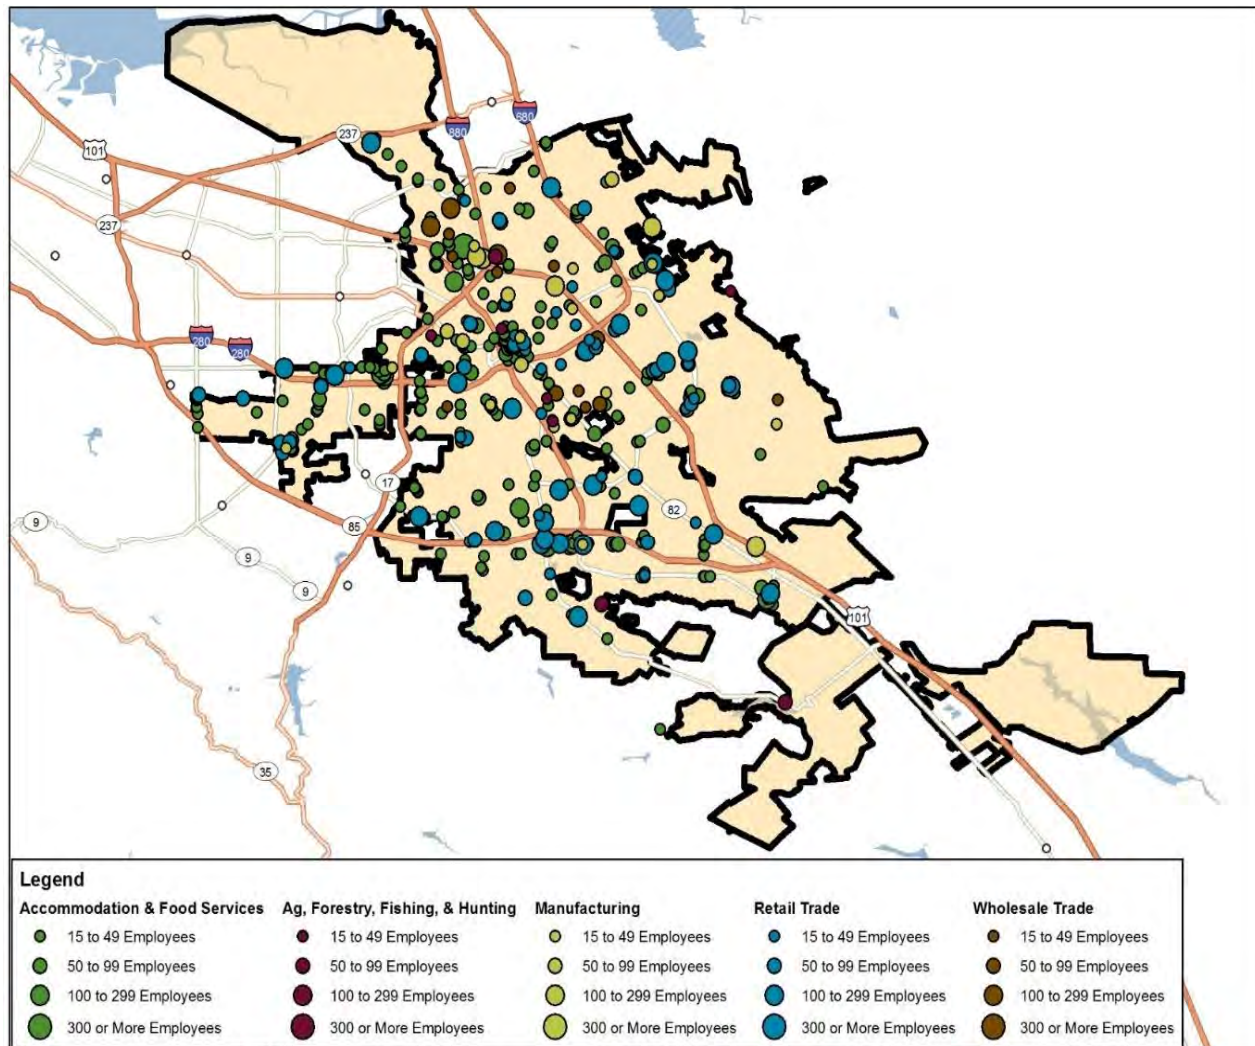 237
880
680
101
237
280
280
17
82
9
85
9
9
101
35
Legend
Accommodation & Food Services
15 to 49 Employees
50 to 99 Employees
100 to 299 Employees
300 or More Employees
Ag, Forestry, Fishing, & Hunting
15 to 49 Employees
50 to 99 Employees
100 to 299 Employees
300 or More Employees
Manufacturing
15 to 49 Employees
50 to 99 Employees
100 to 299 Employees
300 or More Employees
Retail Trade
15 to 49 Employees
50 to 99 Employees
100 to 299 Employees
300 or More Employees
Wholesale Trade
15 to 49 Employees
50 to 99 Employees
100 to 299 Employees
300 or More Employees